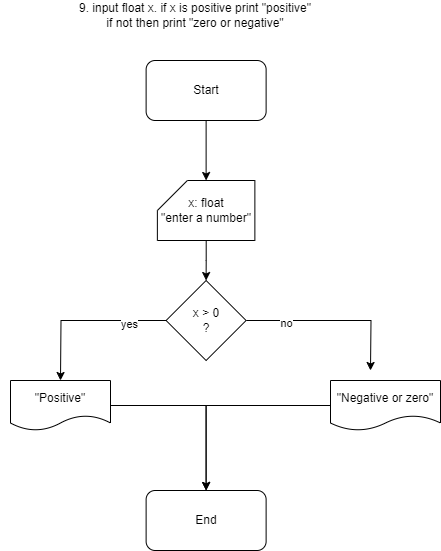 9. input float x. if x is positive print "positive"
if not then print "zero or negative"
Start
x: float
"enter a number"
x > 0
?
yes
no
"Positive"
"Negative or zero"
End